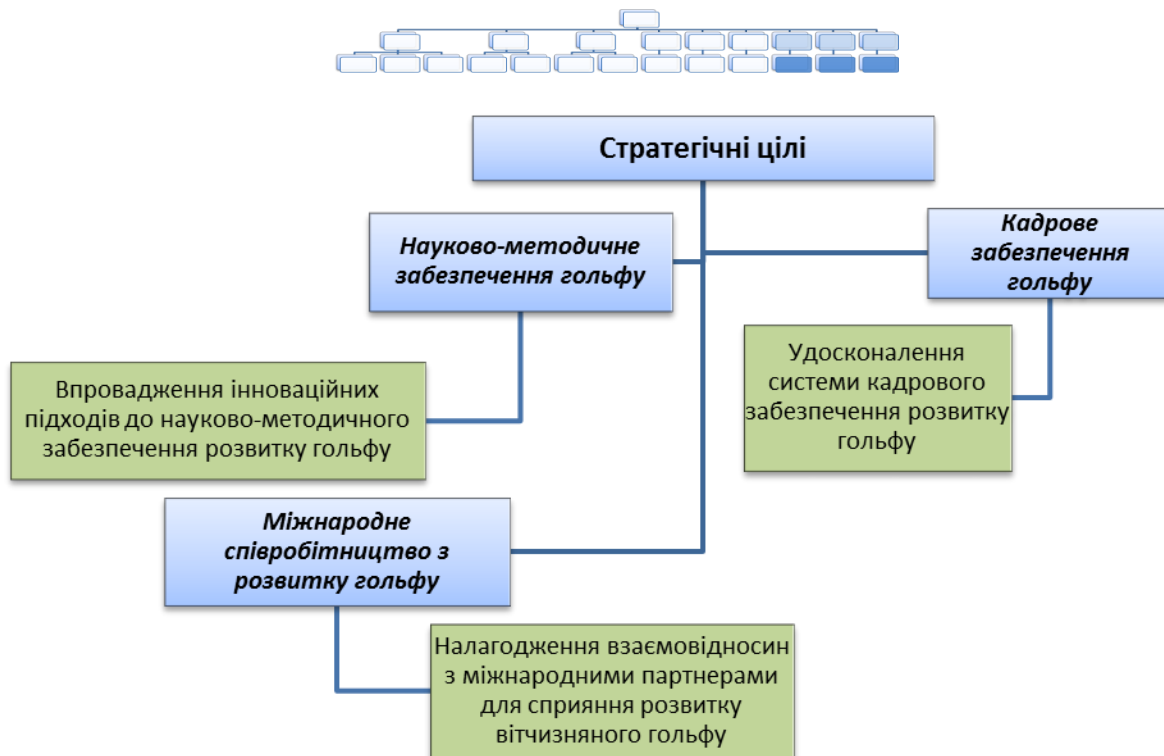 Стратегічні цілі
Науково-методичне
забезпечення гольфу
Кадрове
забезпечення
гольфу
Впровадження інноваційних
підходів до науково-методичного
забезпечення розвитку гольфу
Удосконалення
системи кадрового
забезпечення розвитку
гольфу
Міжнародне
співробітництво з
розвитку гольфу
Налагодження взаємовідносин
з міжнародними партнерами
для сприяння розвитку
вітчизняного гольфу